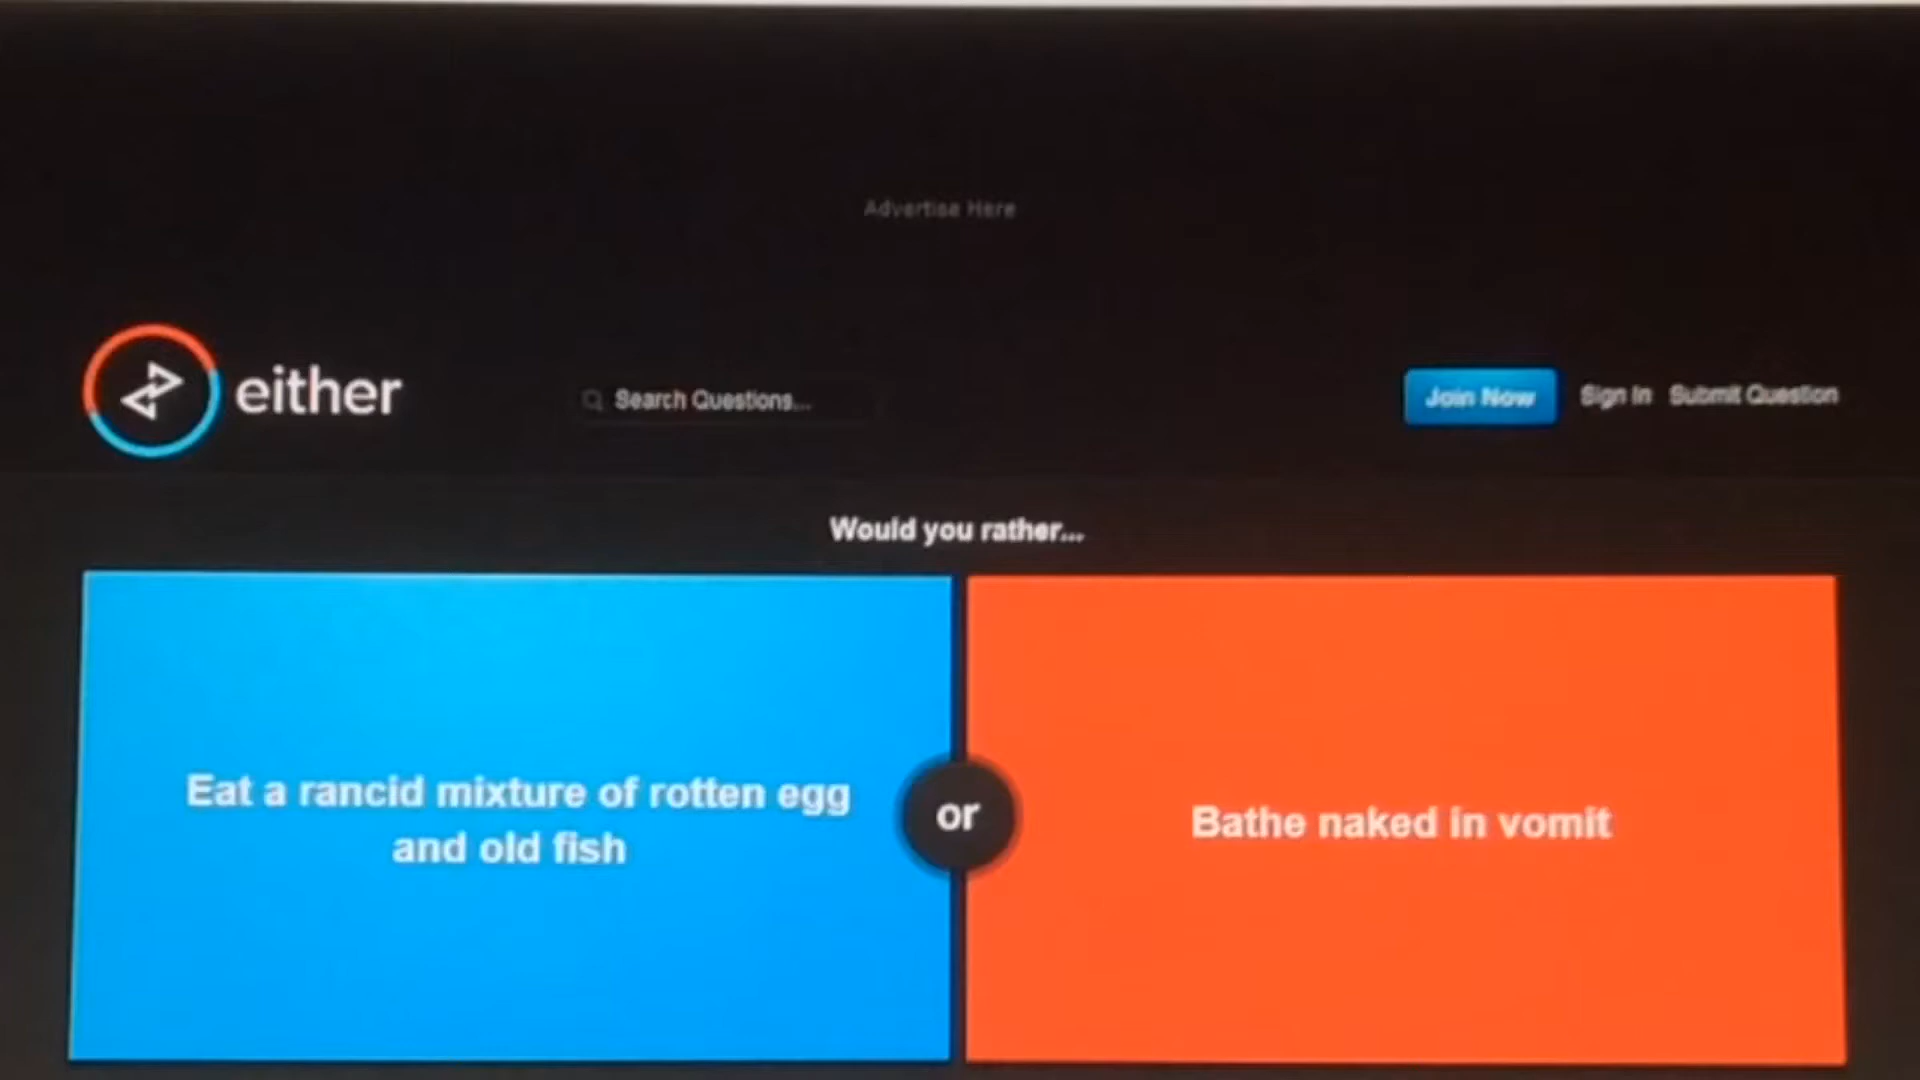 Advertise Here
either
Search Questions...
Join Now
Sign In
Submit Question
Would you rather...
Eat a rancid mixture of rotten egg
and old fish
or
Bathe naked in vomit